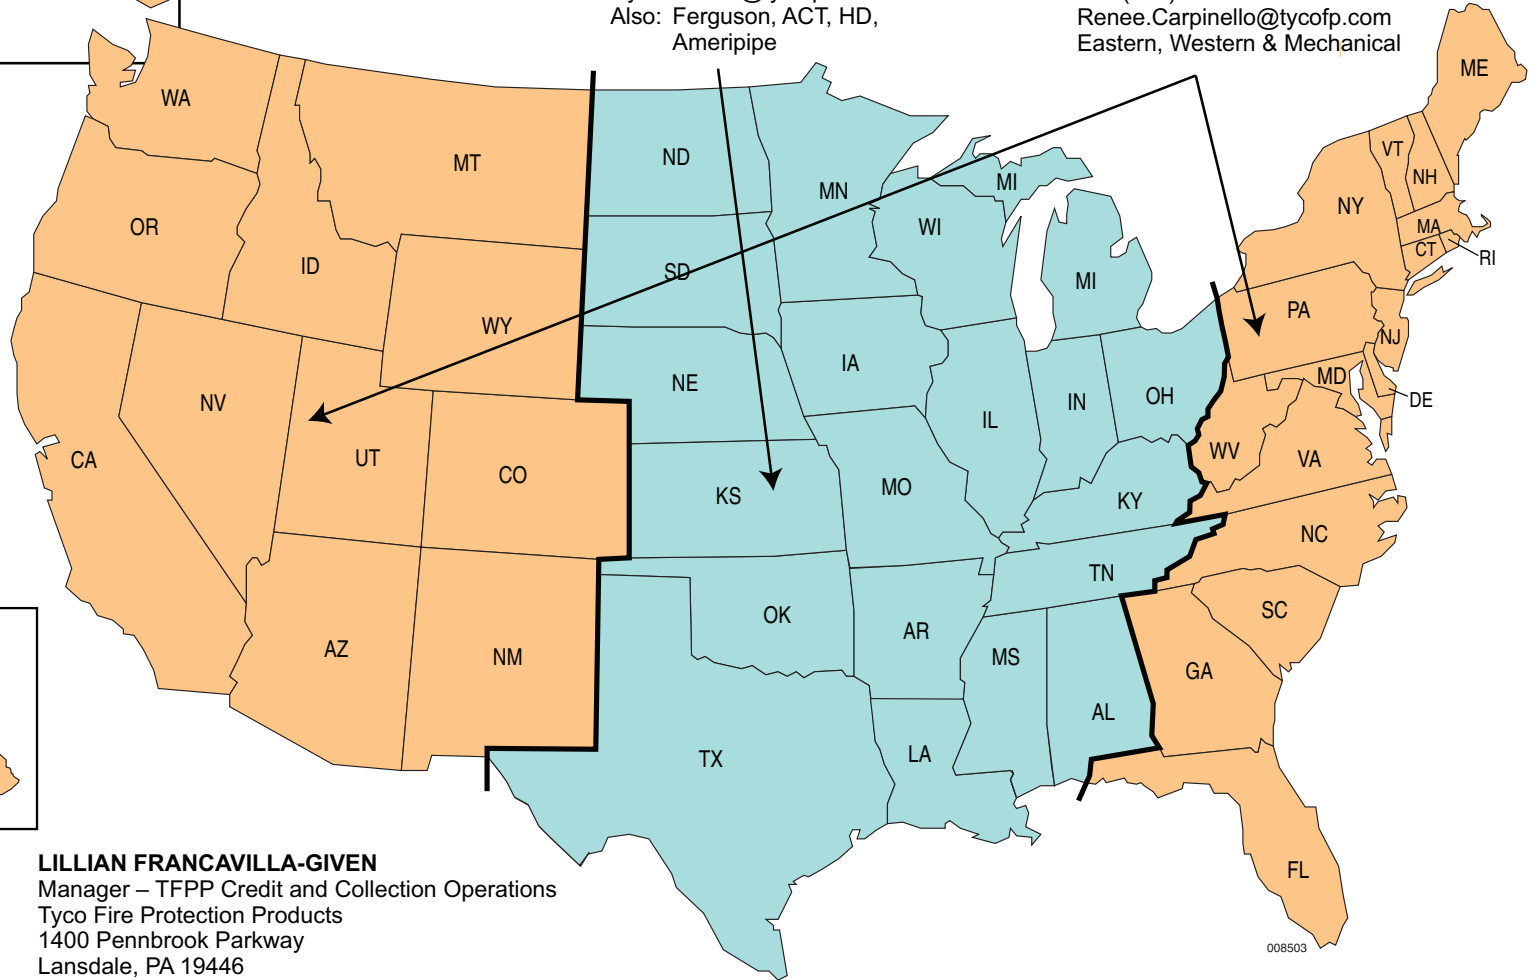 Also: Ferguson, ACT, HD,
Ameripipe
Renee.Carpinello@tycofp.com
Eastern, Western & Mechanical
WA
MT
ND
MN
MI
ME
VT
NH
NY
MA
CT
RI
OR
ID
WY
SD
WI
MI
PA
NJ
MD
DE
NV
NE
IA
IL
IN
OH
WV
VA
CA
UT
CO
KS
MO
KY
NC
TN
SC
AZ
NM
OK
AR
MS
AL
GA
TX
LA
FL
LILLIAN FRANCAVILLA-GIVEN
Manager – TFPP Credit and Collection Operations
Tyco Fire Protection Products
1400 Pennbrook Parkway
Lansdale, PA 19446
008503